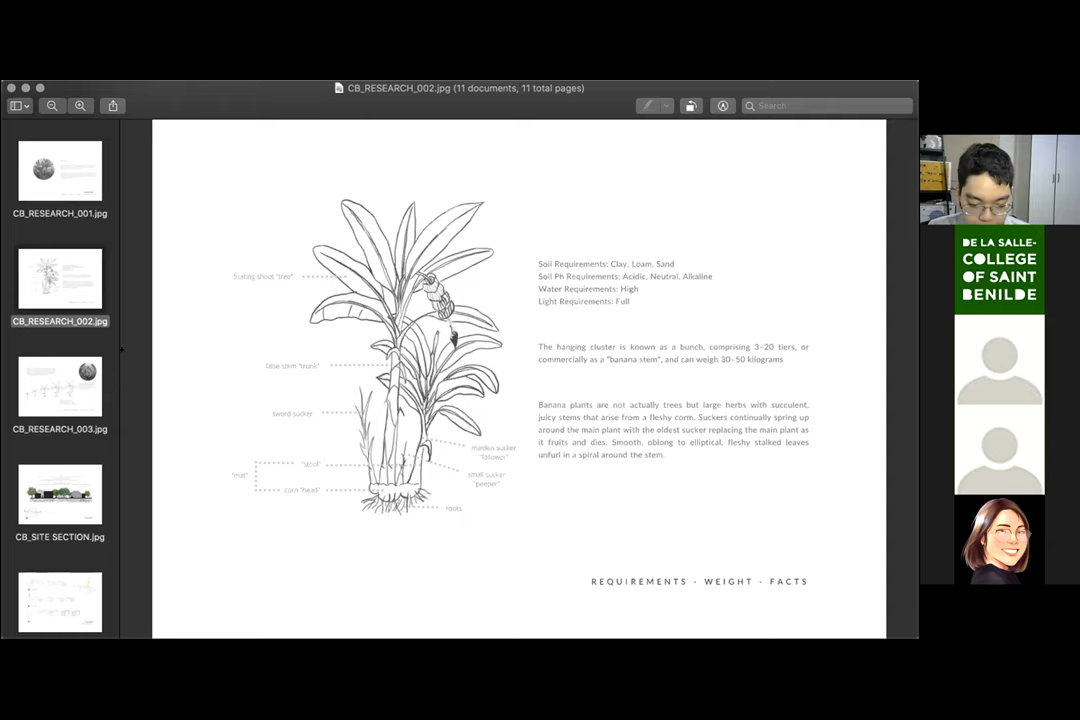 CB_RESEARCH_002.jpg (11 documents, 11 total pages)
Search
CB_RESEARCH_001.jpg
CB_RESEARCH_002.jpg
CB_RESEARCH_003.jpg
CB_SITE SECTION.jpg
fruiting shoot "tree"
false stem "trunk"
sword sucker
"stool"
"mat"
corn "head"
maiden sucker
"follower"
small sucker
"peeper"
roots
Soil Requirements: Clay, Loam, Sand
Soil Ph Requirements: Acidic, Neutral, Alkaline
Water Requirements: High
Light Requirements: Full
The hanging cluster is known as a bunch, comprising 3-20 tiers, or
commercially as a "banana stem", and can weigh 30-50 kilograms
Banana plants are not actually trees but large herbs with succulent,
juicy stems that arise from a fleshy corm. Suckers continually spring up
around the main plant with the oldest sucker replacing the main plant as
it fruits and dies. Smooth, oblong to elliptical, fleshy stalked leaves
unfurl in a spiral around the stem.
REQUIREMENTS - WEIGHT - FACTS
DE LA SALLE-
COLLEGE
OF SAINT
BENILDE